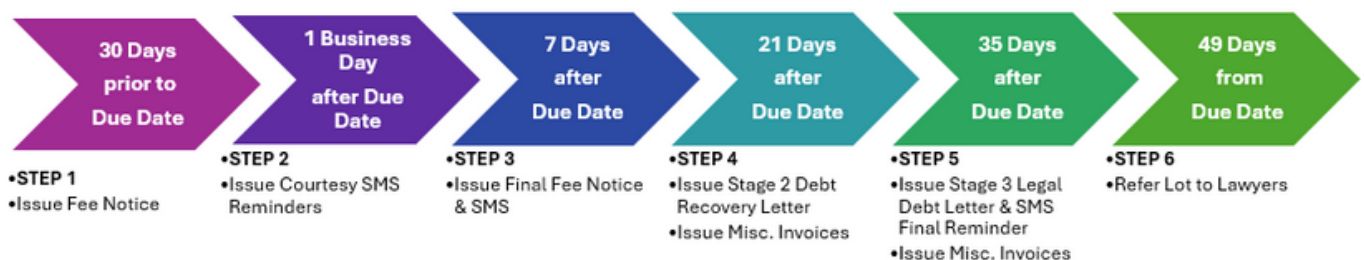 30 Days
prior to
Due Date
•STEP 1
•Issue Fee Notice
1 Business
Day
after Due
Date
•STEP 2
•Issue Courtesy SMS
Reminders
7 Days
after
Due Date
•STEP 3
•Issue Final Fee Notice
& SMS
21 Days
after
Due Date
•STEP 4
•Issue Stage 2 Debt
Recovery Letter
•Issue Misc. Invoices
35 Days
after
Due Date
•STEP 5
•Issue Stage 3 Legal
Debt Letter & SMS
Final Reminder
•Issue Misc. Invoices
49 Days
from
Due Date
•STEP 6
•Refer Lot to Lawyers